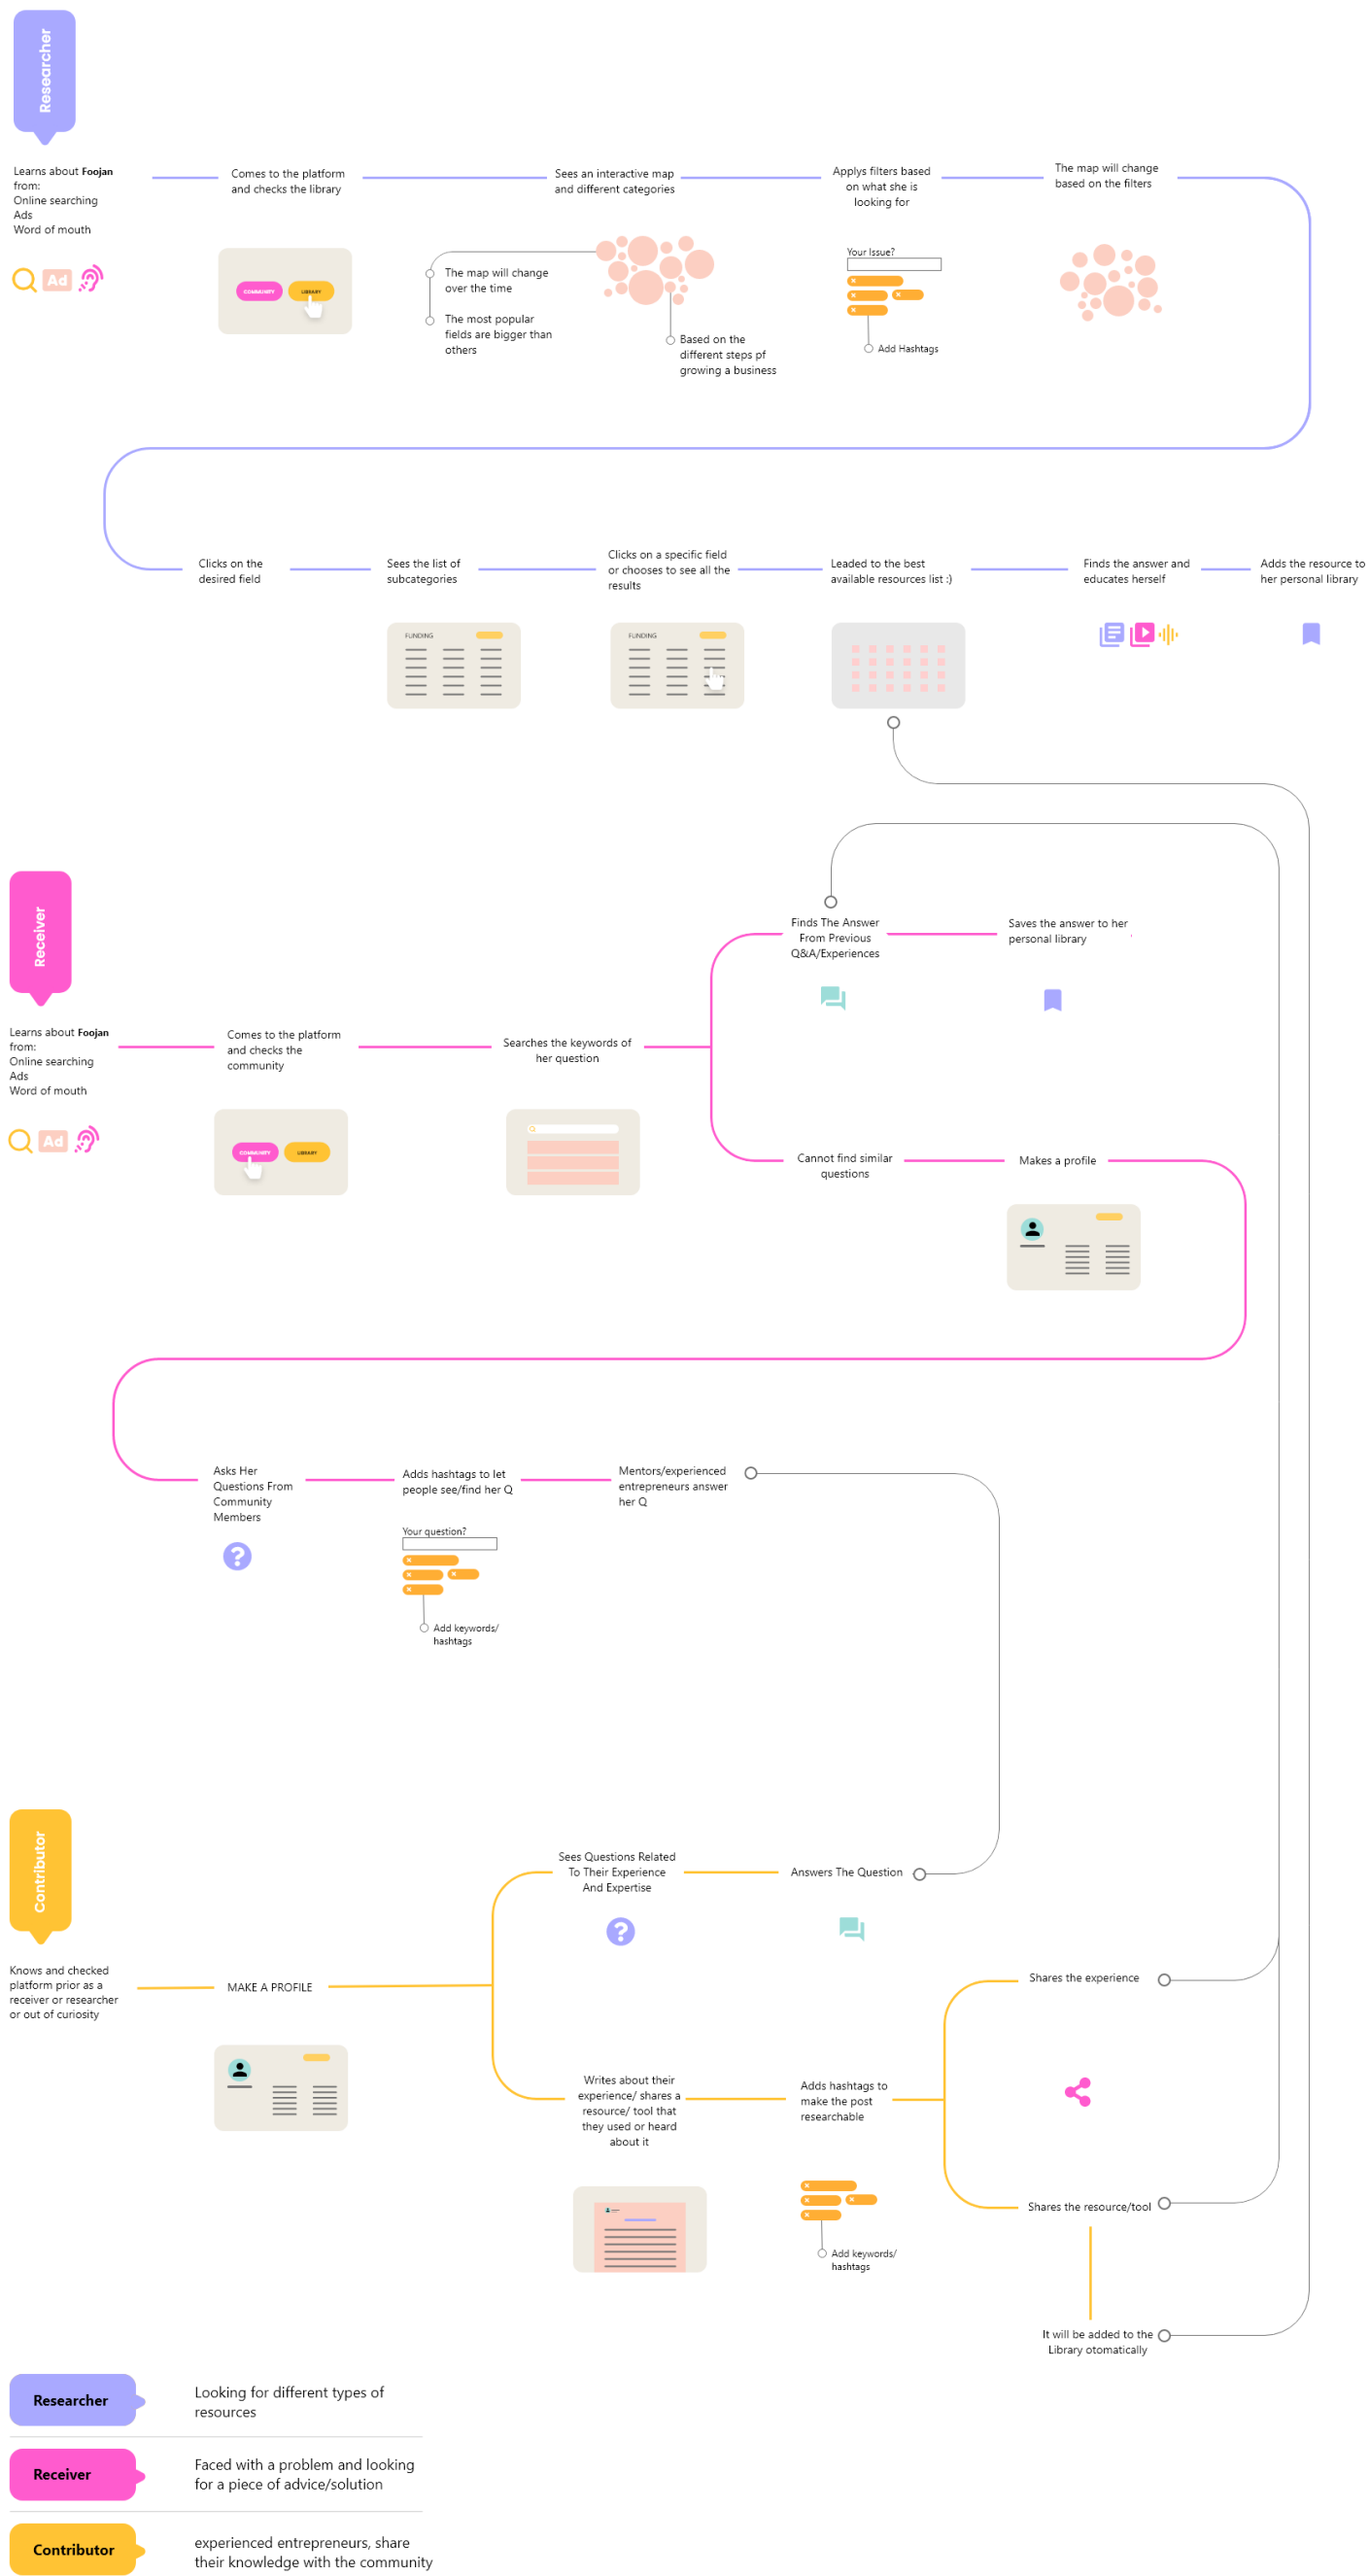 Researcher
Learns about Foojan
from:
Online searching
Ads
Word of mouth
Ad
Comes to the platform
and checks the library
COMMUNITY
LIBRARY
Sees an interactive map
and different categories
The map will change
over the time
The most popular
fields are bigger than
others
Based on the
different steps pf
growing a business
Applys filters based
on what she is
looking for
Your Issue?
Add Hashtags
The map will change
based on the filters
Clicks on the
desired field
Sees the list of
subcategories
FUNDING
Clicks on a specific field
or chooses to see all the
results
FUNDING
Leaded to the best
available resources list :)
Finds the answer and
educates herself
Adds the resource to
her personal library
Receiver
Learns about Foojan
from:
Online searching
Ads
Word of mouth
Ad
Comes to the platform
and checks the
community
COMMUNITY
LIBRARY
Searches the keywords of
her question
Finds The Answer
From Previous
Q&A/Experiences
Saves the answer to her
personal library
Cannot find similar
questions
Makes a profile
Asks Her
Questions From
Community
Members
?
Adds hashtags to let
people see/find her Q
Your question?
Add keywords/
hashtags
Mentors/experienced
entrepreneurs answer
her Q
Contributor
Knows and checked
platform prior as a
receiver or researcher
or out of curiosity
MAKE A PROFILE
Sees Questions Related
To Their Experience
And Expertise
?
Answers The Question
Writes about their
experience/ shares a
resource/ tool that
they used or heard
about it
Adds hashtags to
make the post
researchable
Add keywords/
hashtags
Shares the experience
Shares the resource/tool
It will be added to the
Library otomatically
Researcher
Looking for different types of
resources
Receiver
Faced with a problem and looking
for a piece of advice/solution
Contributor
experienced entrepreneurs, share
their knowledge with the community